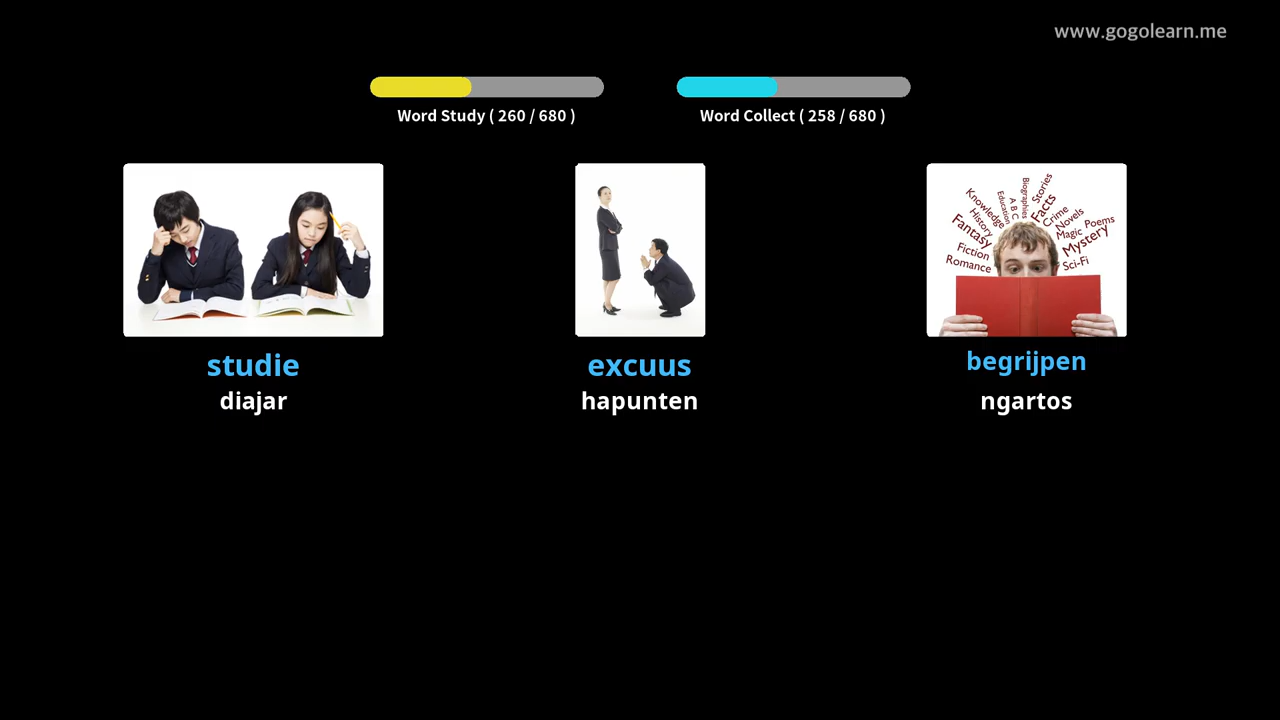 www.gogolearn.me
Word Study ( 260 / 680 )
Word Collect ( 258 / 680 )
Biographies
Stories
Education
A B C
Facts
Knowledge
Crime
Novels
History
Poems
Fantasy
Magic
Mystery
Fiction
Romance
Sci-Fi
studie
excuus
begrijpen
diajar
hapunten
ngartos